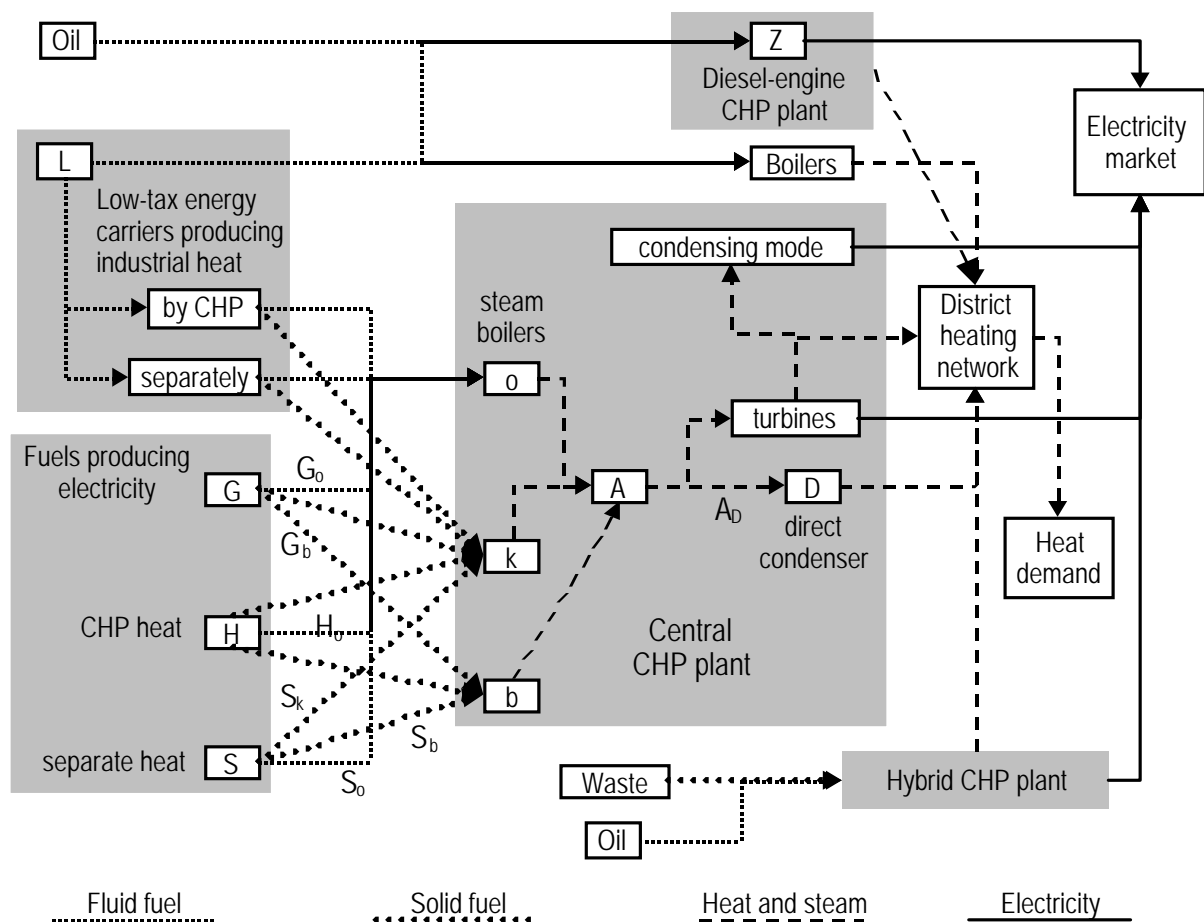 Oil
Z
Diesel-engine
CHP plant
Electricity
market
L
Boilers
Low-tax energy
carriers producing
industrial heat
condensing mode
by CHP
steam
boilers
District
heating
network
separately
o
turbines
Fuels producing
electricity
G
Go
A
D
AD
direct
condenser
Gb
k
Heat
demand
CHP heat
H
Ho
Central
CHP plant
Sk
b
Sb
separate heat
S
So
Waste
Hybrid CHP plant
Oil
Fluid fuel
Solid fuel
Heat and steam
Electricity